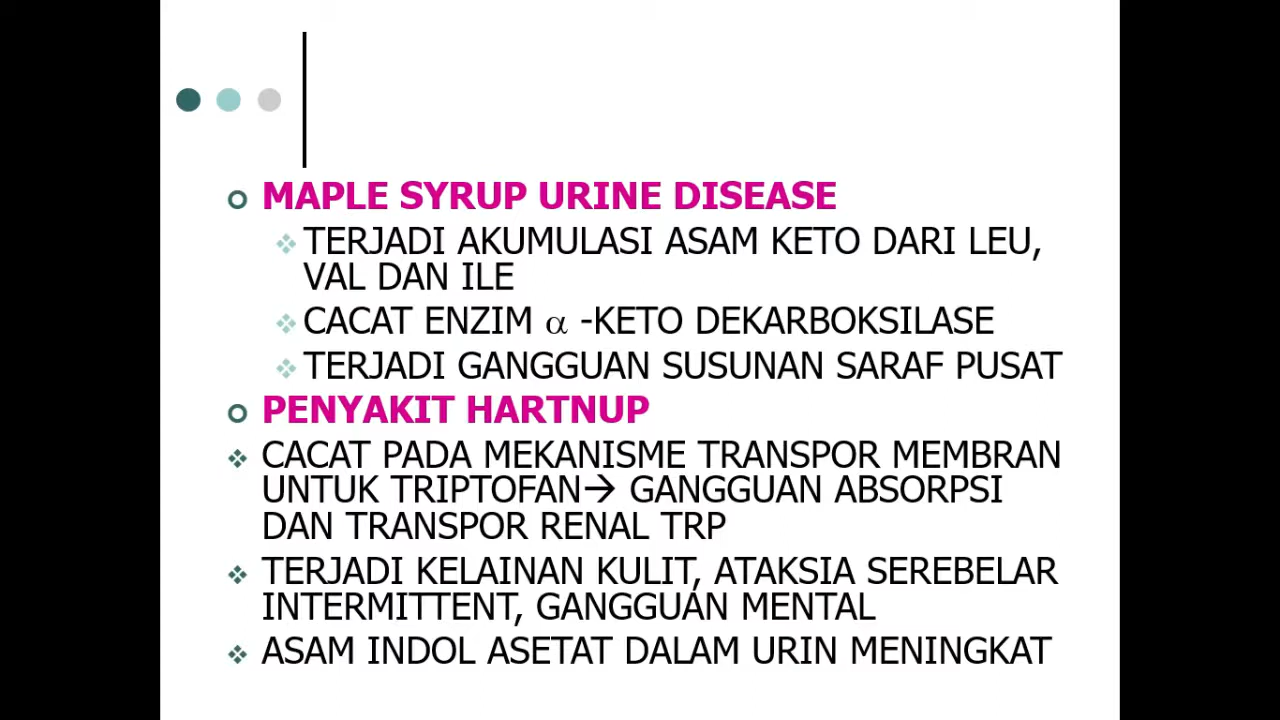 MAPLE SYRUP URINE DISEASE
TERJADI AKUMULASI ASAM KETO DARI LEU,
VAL DAN ILE
CACAT ENZIM α -KETO DEKARBOKSILASE
TERJADI GANGGUAN SUSUNAN SARAF PUSAT
PENYAKIT HARTNUP
CACAT PADA MEKANISME TRANSPOR MEMBRAN
UNTUK TRIPTOFAN→ GANGGUAN ABSORPSI
DAN TRANSPOR RENAL TRP
TERJADI KELAINAN KULIT, ATAKSIA SEREBELAR
INTERMITTENT, GANGGUAN MENTAL
ASAM INDOL ASETAT DALAM URIN MENINGKAT